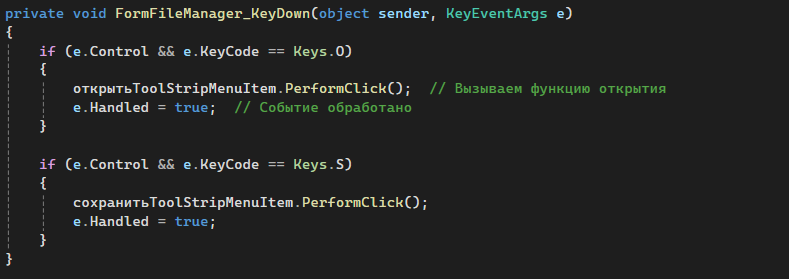 private void FormFileManager_KeyDown(object sender, KeyEventArgs e)
{
if (e.Control && e.KeyCode == Keys.O)
{
открытьToolStripMenuItem.PerformClick(); // Вызываем функцию открытия
e.Handled = true; // Событие обработано
}
if (e.Control && e.KeyCode == Keys.S)
{
сохранитьToolStripMenuItem.PerformClick();
e.Handled = true;
}
}